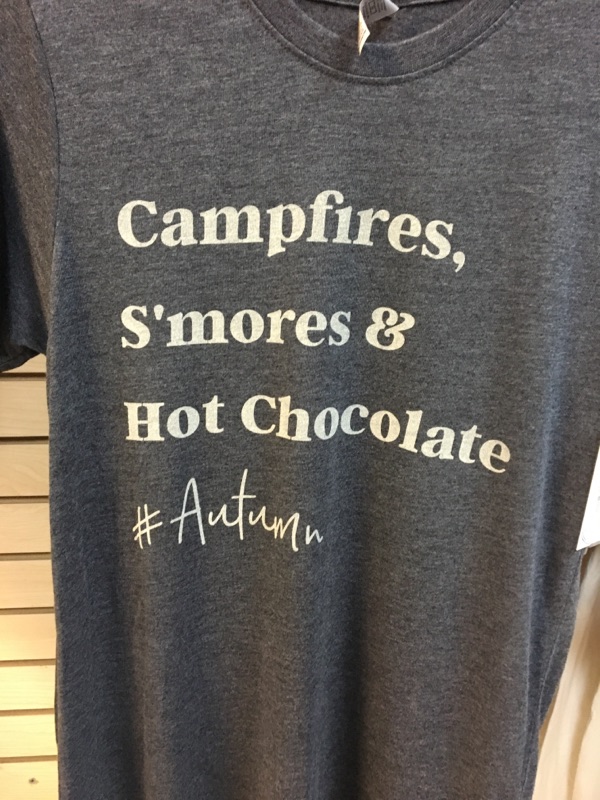 Campfires,
S'mores &
Hot Chocolate
#Autumn